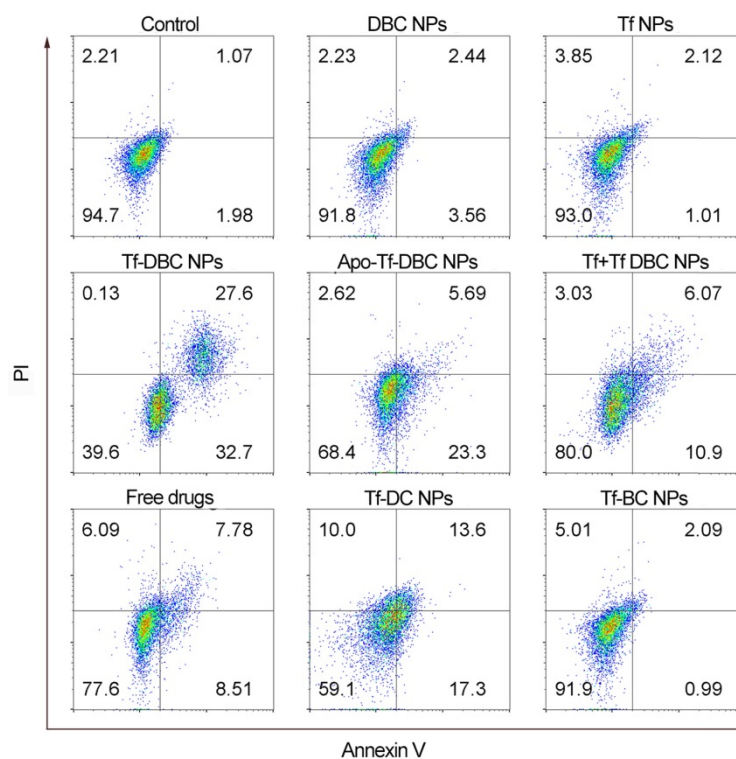 Control DBC NPs Tf NPs
2.21 1.07 2.23 2.44 3.85 2.12
94.7 1.98 91.8 3.56 93.0 1.01
Tf-DBC NPs Apo-Tf-DBC NPs Tf+Tf DBC NPs
0.13 27.6 2.62 5.69 3.03 6.07
PI
39.6 32.7 68.4 23.3 80.0 10.9
Free drugs Tf-DC NPs Tf-BC NPs
6.09 7.78 10.0 13.6 5.01 2.09
77.6 8.51 59.1 17.3 91.9 0.99
Annexin V